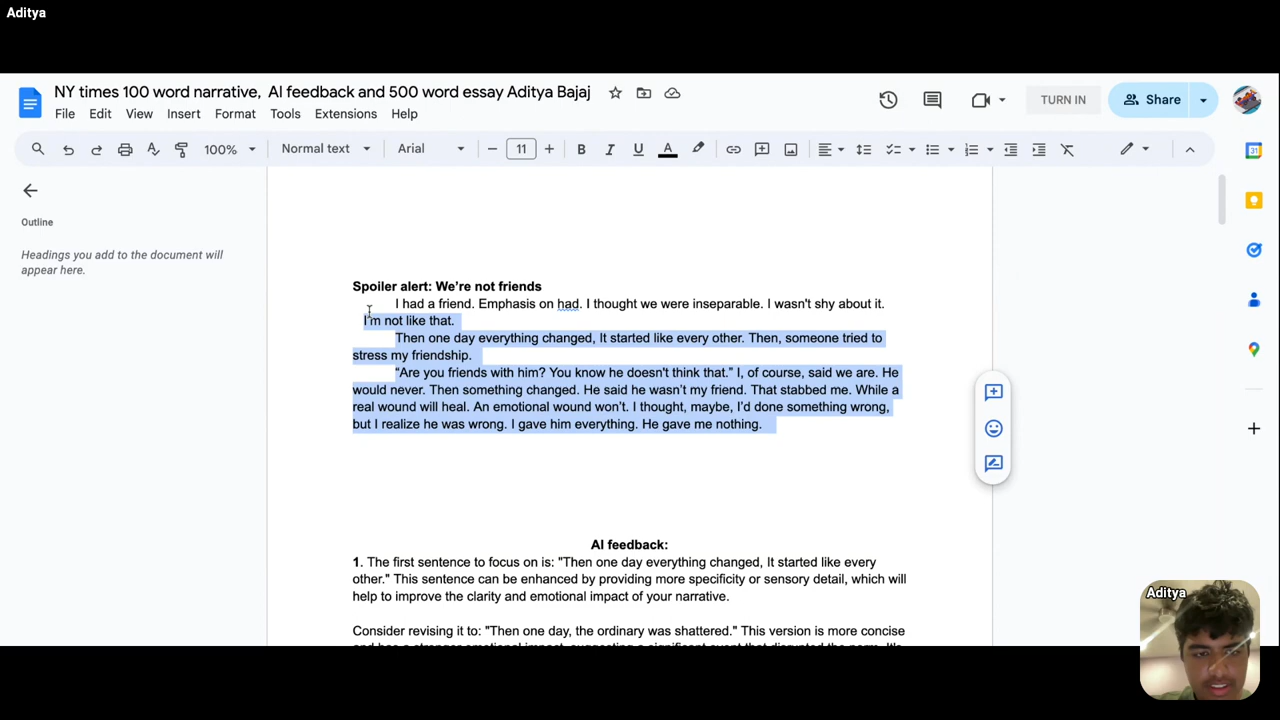 Aditya
NY times 100 word narrative, AI feedback and 500 word essay Aditya Bajaj
File Edit View Insert Format Tools Extensions Help
TURN IN
Share
100%
Normal text
Arial
11
Outline
Headings you add to the document will
appear here.
Spoiler alert: We're not friends
I had a friend. Emphasis on had. I thought we were inseparable. I wasn't shy about it.
I'm not like that.
Then one day everything changed, It started like every other. Then, someone tried to
stress my friendship.
“Are you friends with him? You know he doesn't think that.” I, of course, said we are. He
would never. Then something changed. He said he wasn’t my friend. That stabbed me. While a
real wound will heal. An emotional wound won’t. I thought, maybe, I’d done something wrong,
but I realize he was wrong. I gave him everything. He gave me nothing.
AI feedback:
1. The first sentence to focus on is: "Then one day everything changed, It started like every
other." This sentence can be enhanced by providing more specificity or sensory detail, which will
help to improve the clarity and emotional impact of your narrative.
Consider revising it to: "Then one day, the ordinary was shattered." This version is more concise
Aditya